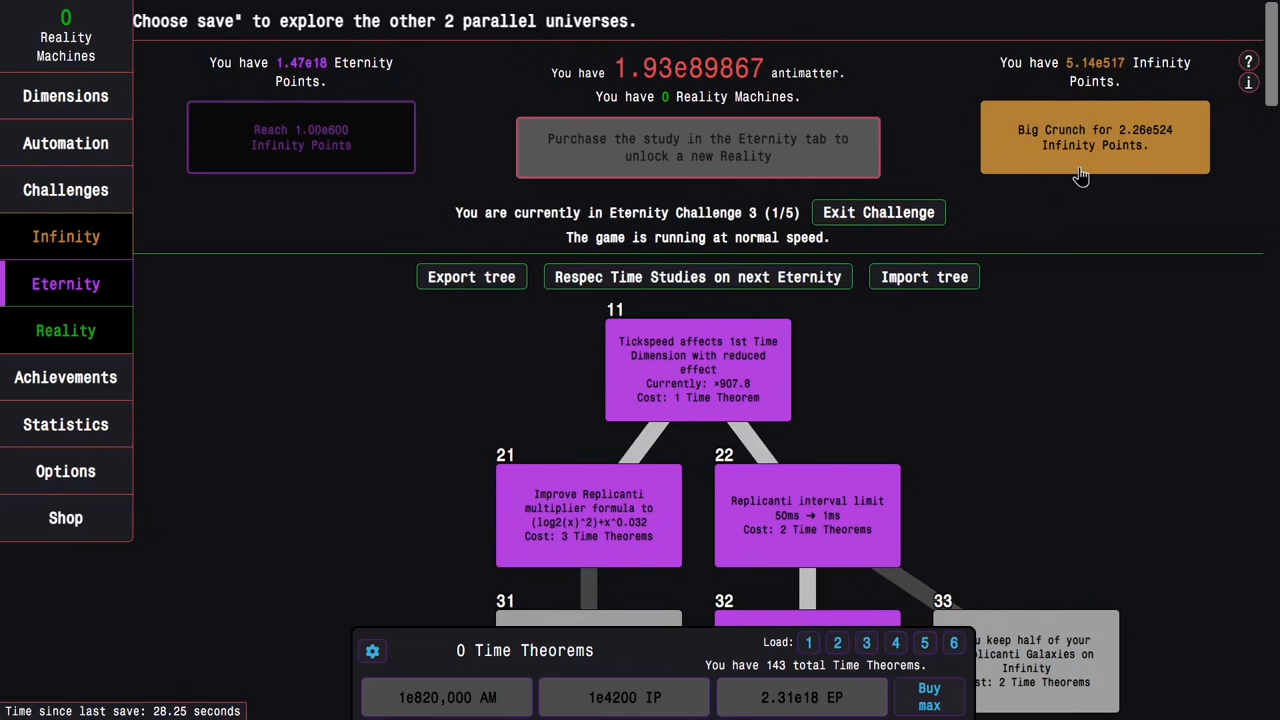 0
Reality
Machines
Dimensions
Automation
Challenges
Infinity
Eternity
Reality
Achievements
Statistics
Options
Shop
Choose save" to explore the other 2 parallel universes.
You have 1.47e18 Eternity
Points.
Reach 1.00e600
Infinity Points
You have 1.93e89867 antimatter.
You have 0 Reality Machines.
Purchase the study in the Eternity tab to
unlock a new Reality
You have 5.14e517 Infinity
Points.
Big Crunch for 2.26e524
Infinity Points.
?
i
You are currently in Eternity Challenge 3 (1/5)
Exit Challenge
The game is running at normal speed.
Export tree
Respec Time Studies on next Eternity
Import tree
11
Tickspeed affects 1st Time
Dimension with reduced
effect
Currently: ×907.8
Cost: 1 Time Theorem
21
Improve Replicanti
multiplier formula to
(log2(x)^2)+x^0.032
Cost: 3 Time Theorems
22
Replicanti interval limit
50ms → 1ms
Cost: 2 Time Theorems
31
32
33
keep half of your
Galaxies on
Infinity
2 Time Theorems
0 Time Theorems
Load: 1 2 3 4 5 6
You have 143 total Time Theorems.
1e820,000 AM
1e4200 IP
2.31e18 EP
Buy
max
Time since last save: 28.25 seconds